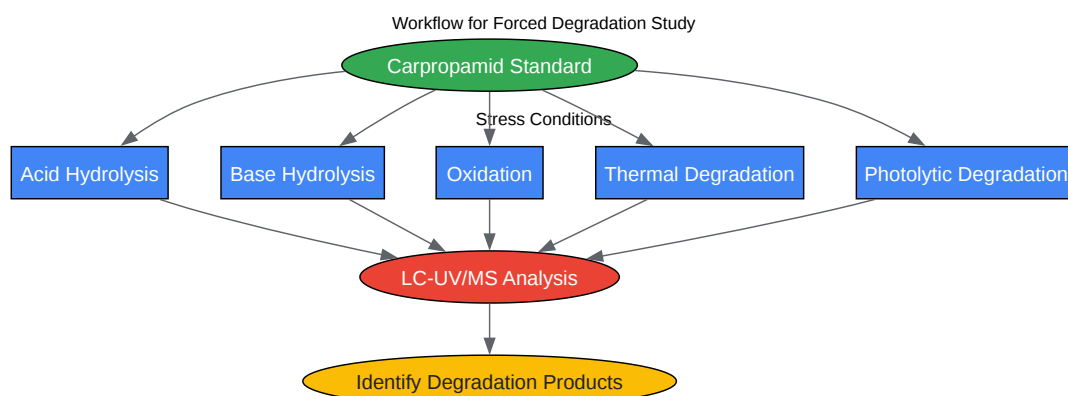 Workflow for Forced Degradation Study
Carpropamid Standard
Stress Conditions
Acid Hydrolysis
Base Hydrolysis
Oxidation
Thermal Degradation
Photolytic Degradation
LC-UV/MS Analysis
Identify Degradation Products